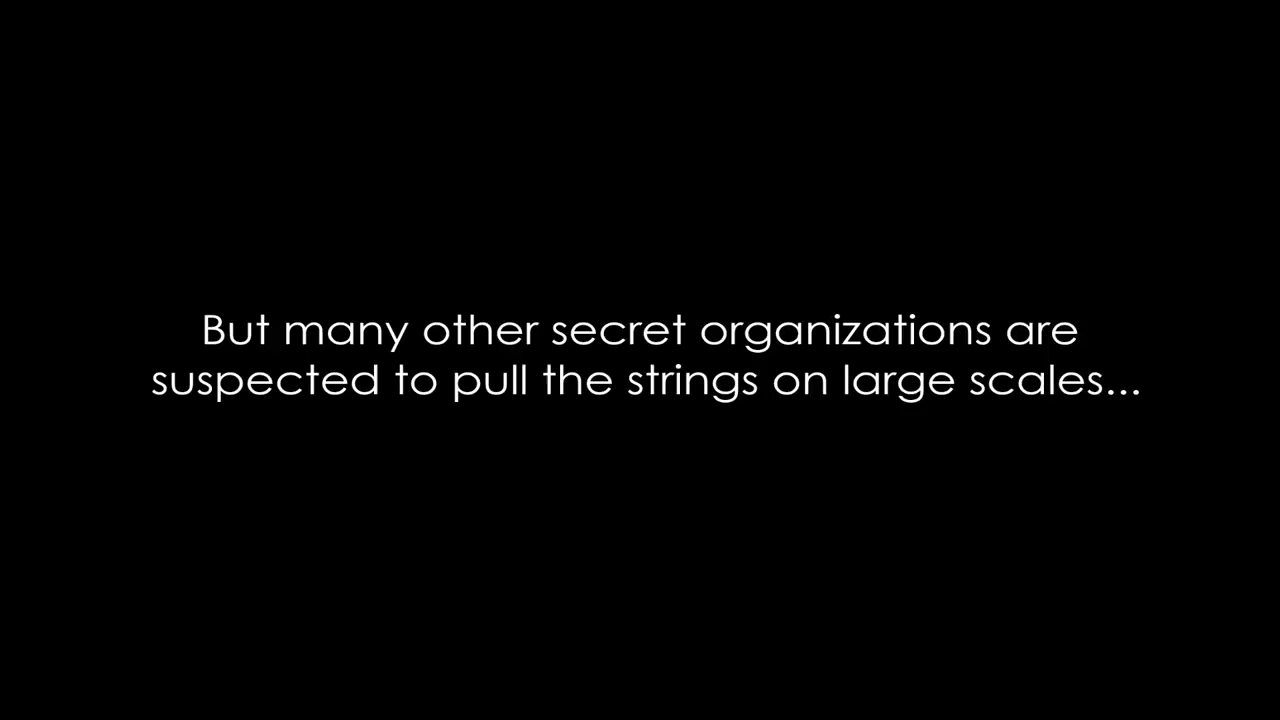 But many other secret organizations are
suspected to pull the strings on large scales...